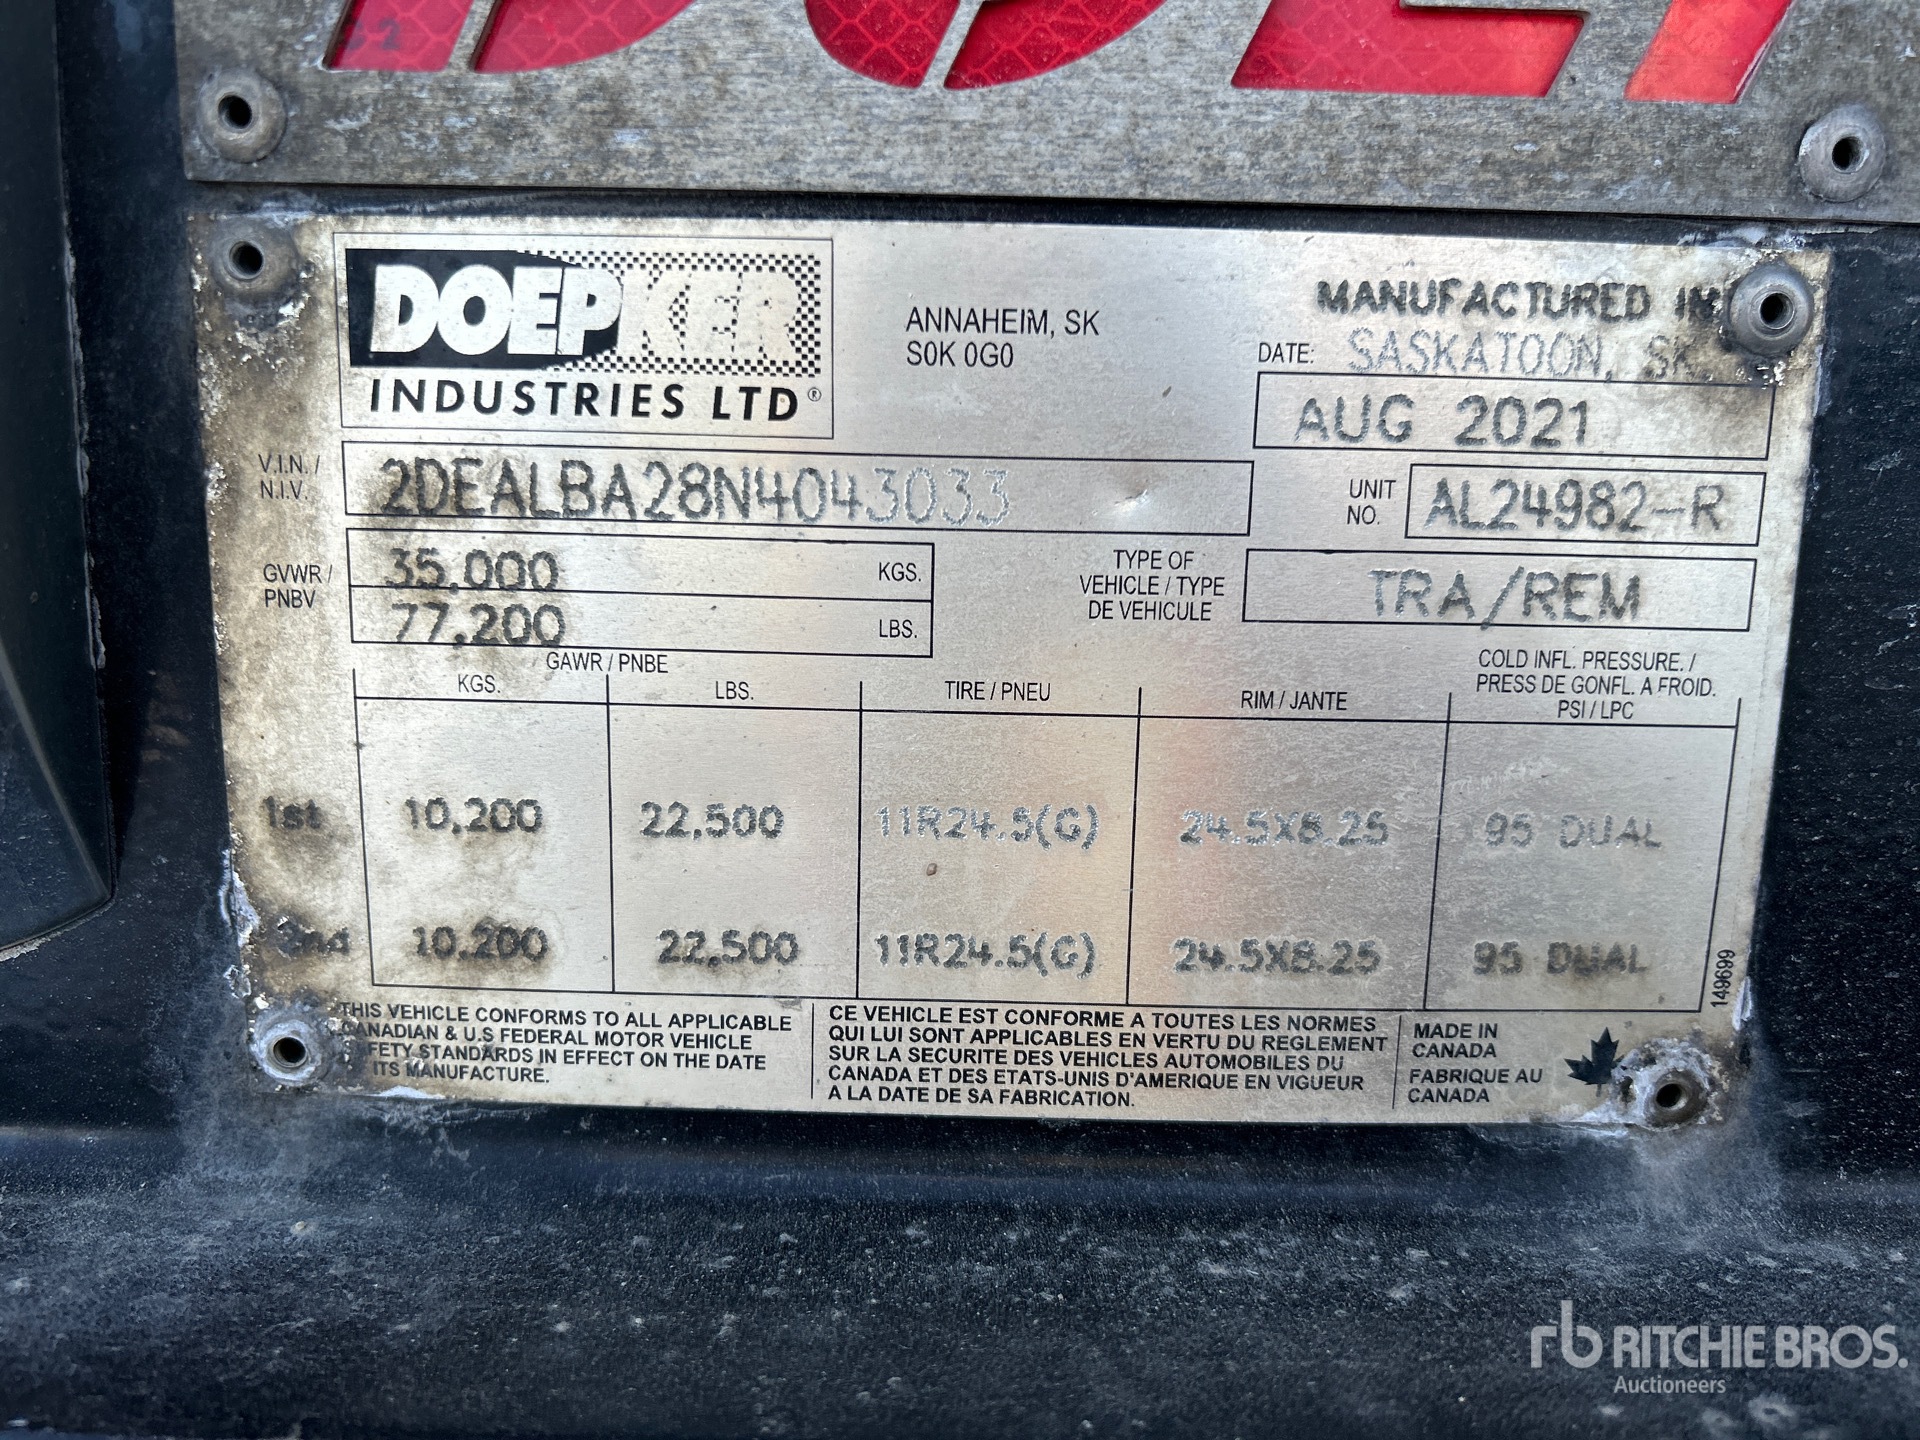 DOEPKER
INDUSTRIES LTD®
ANNAHEIM, SK
S0K 0G0
MANUFACTURED IN
DATE: SASKATOON, SK.
AUG 2021
V.I.N. /
N.I.V.
2DEALBA28N4043033
UNIT
NO.
AL24982-R
GVWR /
PNBV
35,000 KGS.
77,200 LBS.
TYPE OF
VEHICLE / TYPE
DE VEHICULE
TRA/REM
GAWR / PNBE
KGS. LBS. TIRE / PNEU RIM / JANTE
COLD INFL. PRESSURE. /
PRESS DE GONFL. A FROID.
PSI / LPC
1st 10,200 22,500 11R24.5(G) 24.5X8.25 95 DUAL
2nd 10,200 22,500 11R24.5(G) 24.5X8.25 95 DUAL
149699
THIS VEHICLE CONFORMS TO ALL APPLICABLE
CANADIAN & U.S FEDERAL MOTOR VEHICLE
SAFETY STANDARDS IN EFFECT ON THE DATE
ITS MANUFACTURE.
CE VEHICLE EST CONFORME A TOUTES LES NORMES
QUI LUI SONT APPLICABLES EN VERTU DU REGLEMENT
SUR LA SECURITE DES VEHICLES AUTOMOBILES DU
CANADA ET DES ETATS-UNIS D'AMERIQUE EN VIGUEUR
A LA DATE DE SA FABRICATION.
MADE IN
CANADA
FABRIQUE AU
CANADA
rb RITCHIE BROS.
Auctioneers